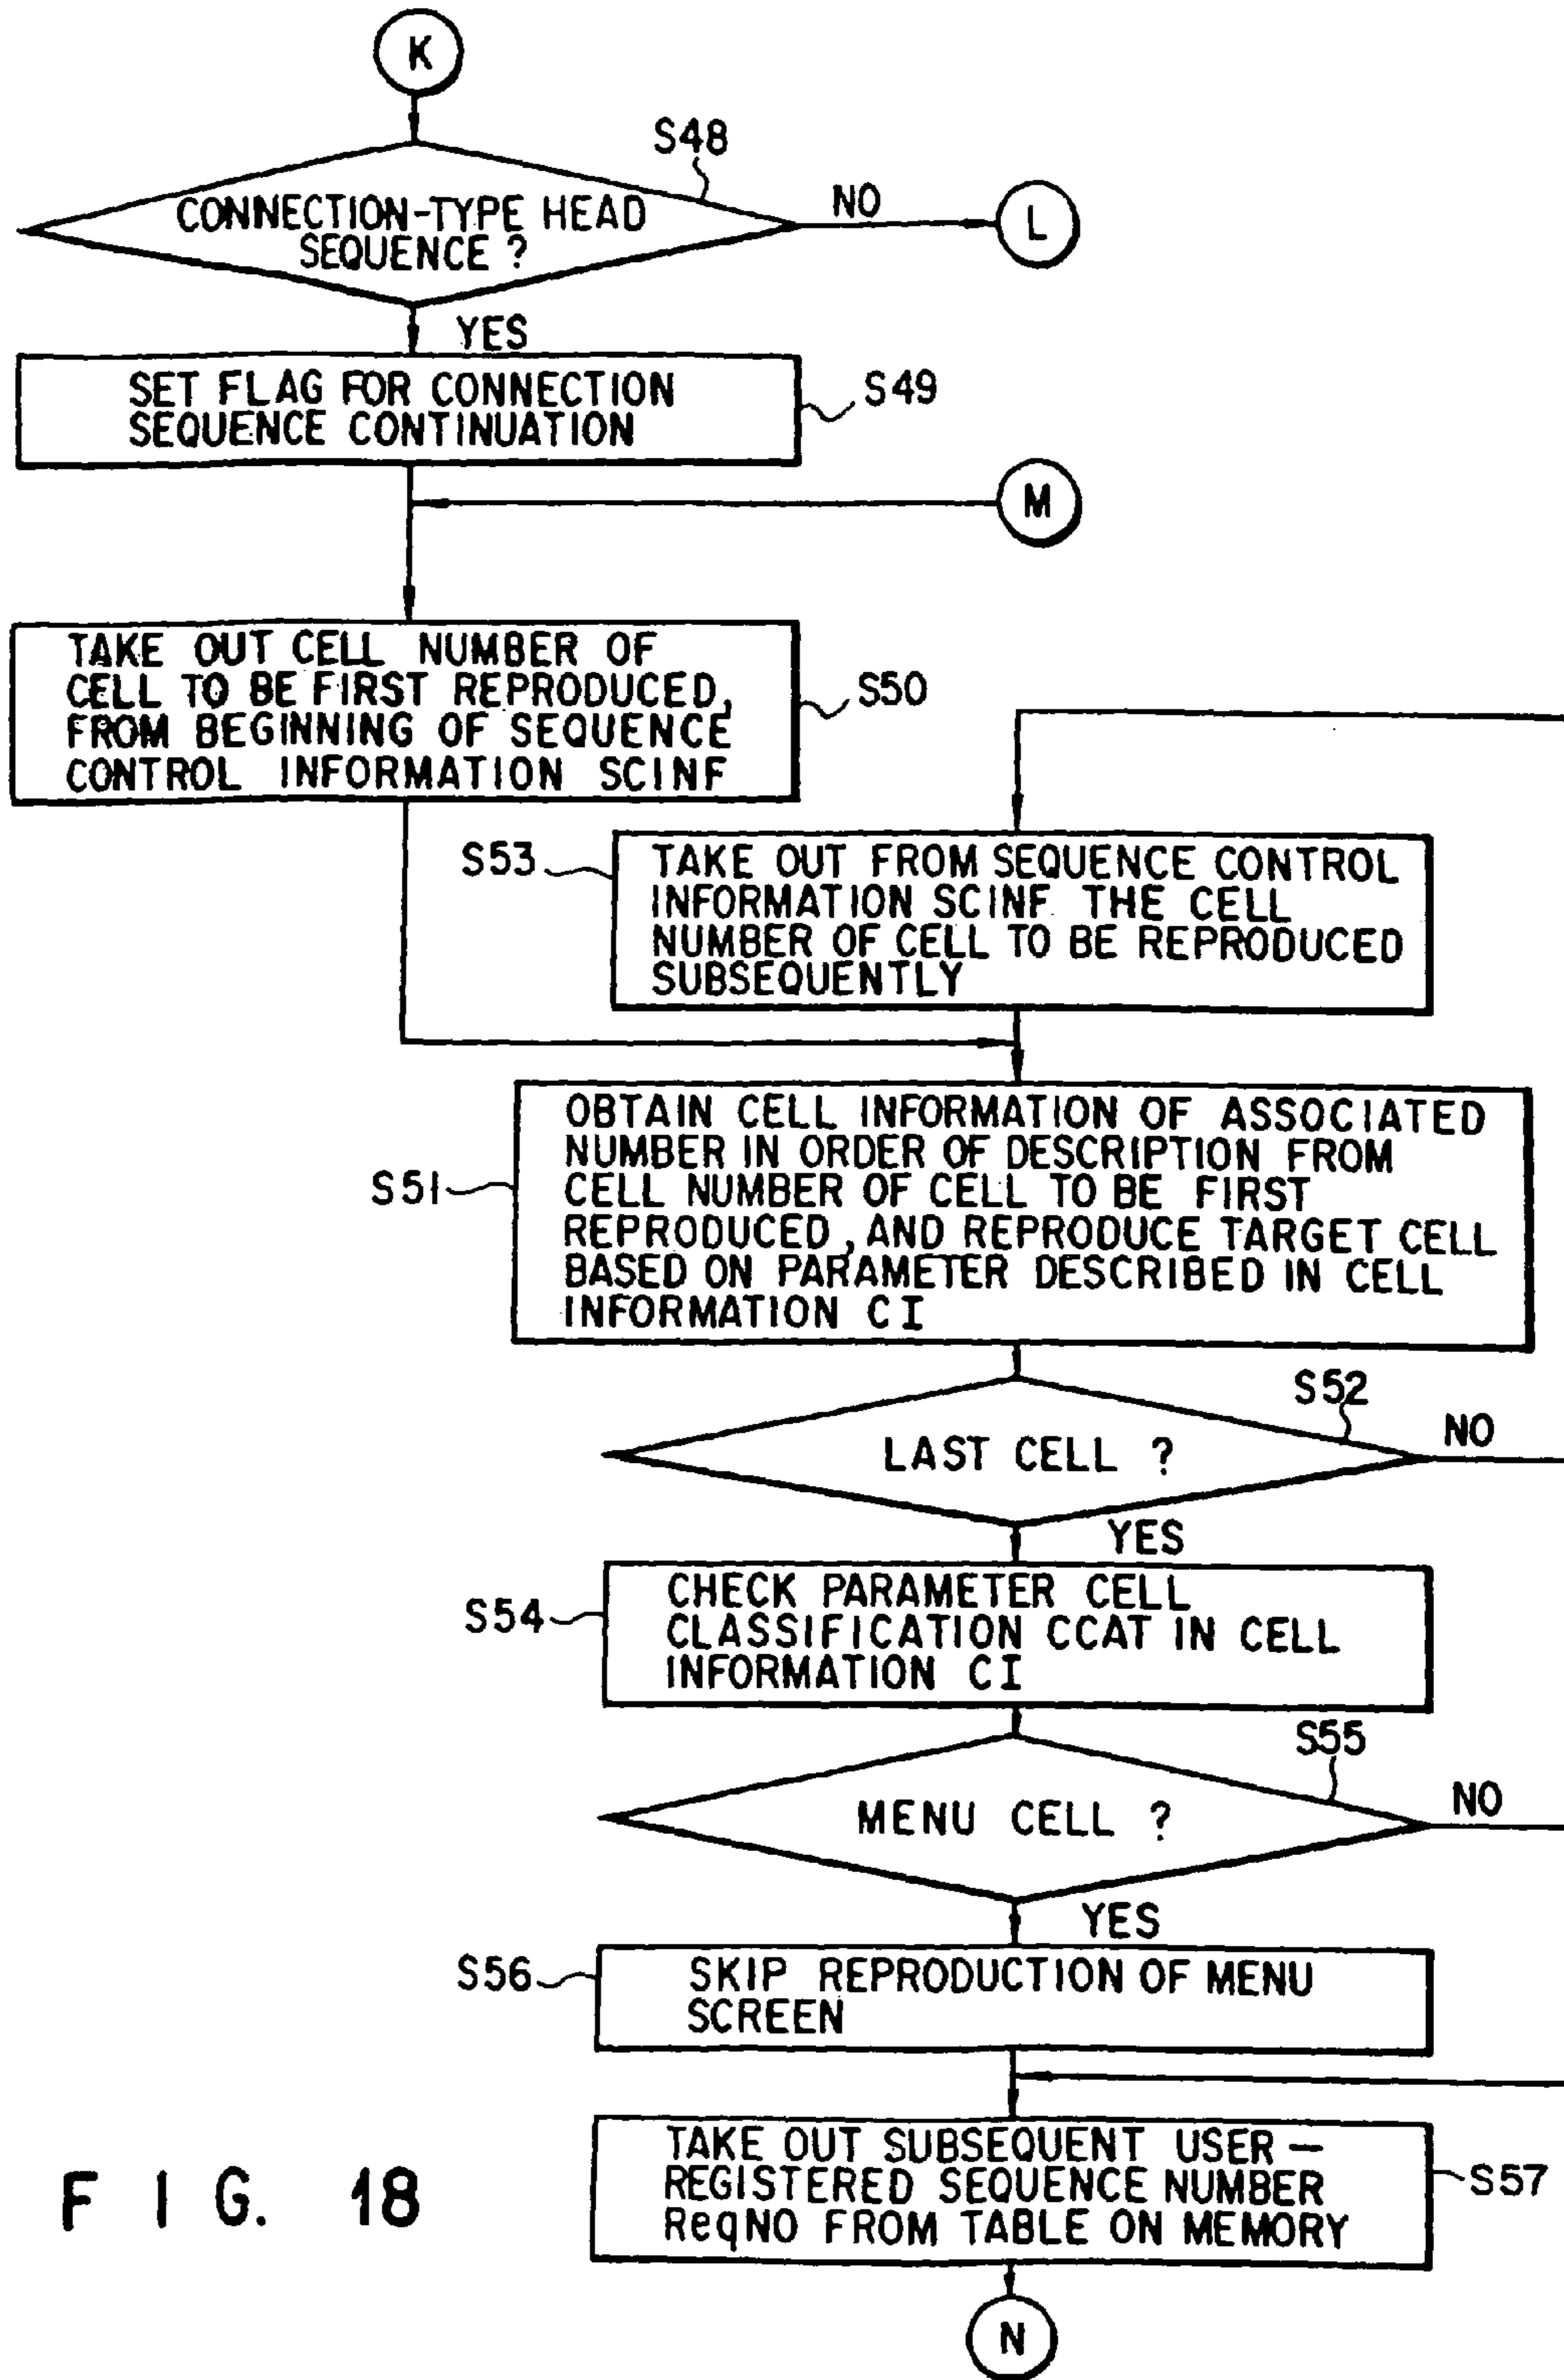 K
S48
CONNECTION-TYPE HEAD
SEQUENCE ?
NO
L
YES
SET FLAG FOR CONNECTION
SEQUENCE CONTINUATION
S49
M
TAKE OUT CELL NUMBER OF
CELL TO BE FIRST REPRODUCED,
FROM BEGINNING OF SEQUENCE
CONTROL INFORMATION SCINF
S50
S53
TAKE OUT FROM SEQUENCE CONTROL
INFORMATION SCINF THE CELL
NUMBER OF CELL TO BE REPRODUCED
SUBSEQUENTLY
S51
OBTAIN CELL INFORMATION OF ASSOCIATED
NUMBER IN ORDER OF DESCRIPTION FROM
CELL NUMBER OF CELL TO BE FIRST
REPRODUCED, AND REPRODUCE TARGET CELL
BASED ON PARAMETER DESCRIBED IN CELL
INFORMATION CI
S52
LAST CELL ?
NO
YES
S54
CHECK PARAMETER CELL
CLASSIFICATION CCAT IN CELL
INFORMATION CI
S55
MENU CELL ?
NO
YES
S56
SKIP REPRODUCTION OF MENU
SCREEN
TAKE OUT SUBSEQUENT USER-
REGISTERED SEQUENCE NUMBER
ReqNO FROM TABLE ON MEMORY
S57
N
FIG. 18